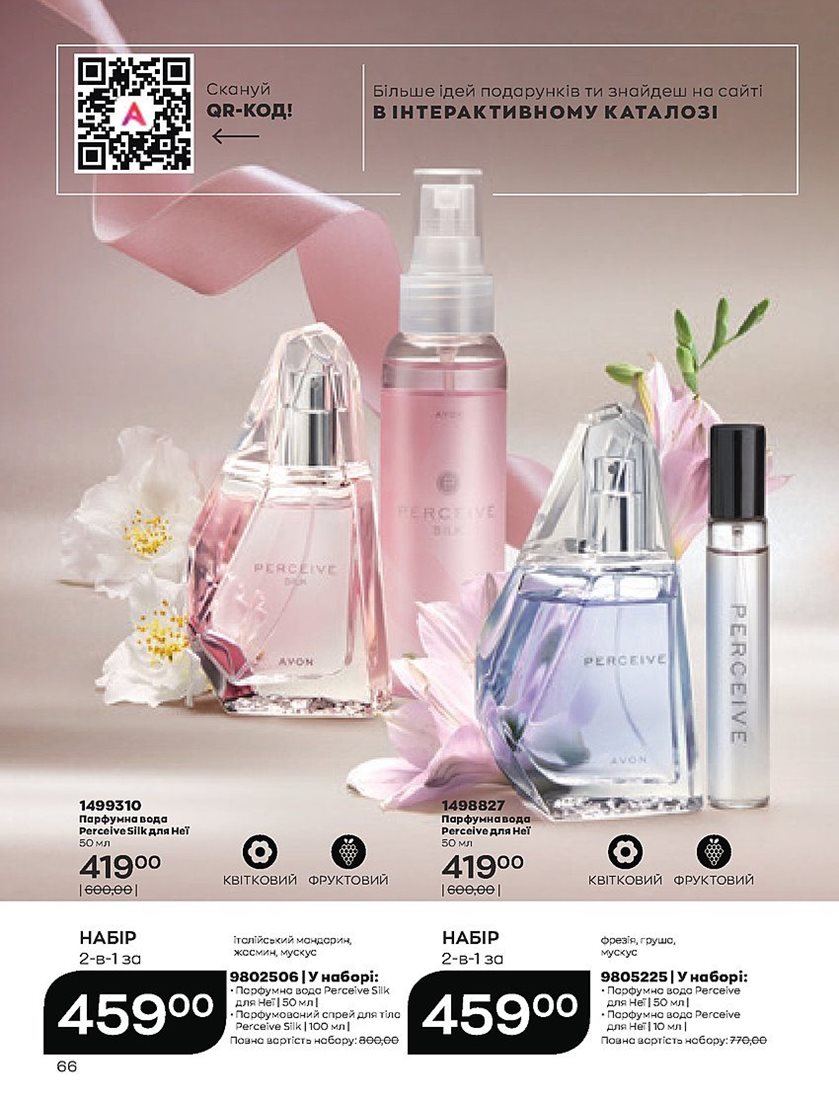 Скануй
QR-КОД!
Більше ідей подарунків ти знайдеш на сайті
В ІНТЕРАКТИВНОМУ КАТАЛОЗІ
AVON
PERCEIVE
SILK
PERCEIVE
SILK
AVON
PERCEIVE
AVON
PERCEIVE
1499310
Парфумна вода
Perceive Silk для Неї
50 мл
419⁰⁰
| 600,00 |
КВІТКОВИЙ
ФРУКТОВИЙ
1498827
Парфумна вода
Perceive для Неї
50 мл
419⁰⁰
| 600,00 |
КВІТКОВИЙ
ФРУКТОВИЙ
НАБІР
2-в-1 за
459⁰⁰
італійський мандарин,
жасмин, мускус
9802506 | У наборі:
• Парфумна вода Perceive Silk
для Неї | 50 мл |
• Парфумований спрей для тіла
Perceive Silk | 100 мл |
Повна вартість набору: 800,00
НАБІР
2-в-1 за
459⁰⁰
фрезія, груша,
мускус
9805225 | У наборі:
• Парфумна вода Perceive
для Неї | 50 мл |
• Парфумна вода Perceive
для Неї | 10 мл |
Повна вартість набору: 770,00
66